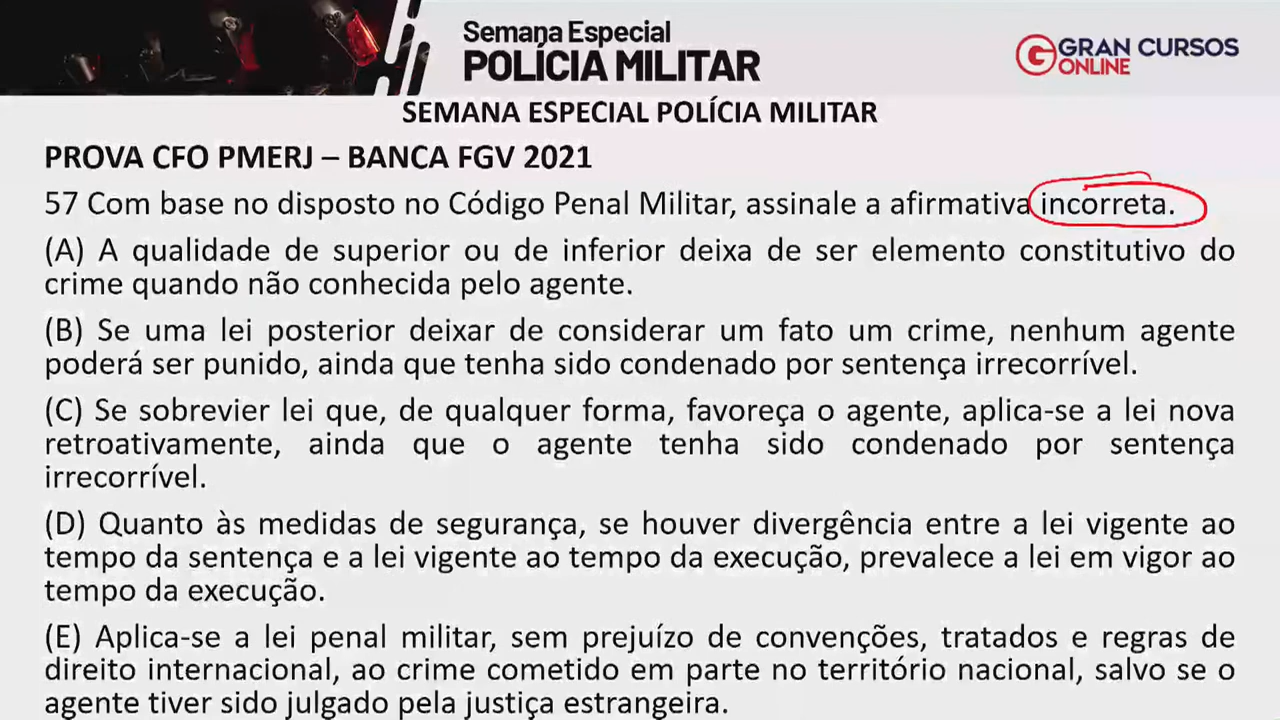 Semana Especial
POLÍCIA MILITAR
GRAN CURSOS
ONLINE
SEMANA ESPECIAL POLÍCIA MILITAR
PROVA CFO PMERJ – BANCA FGV 2021
57 Com base no disposto no Código Penal Militar, assinale a afirmativa incorreta.
(A) A qualidade de superior ou de inferior deixa de ser elemento constitutivo do
crime quando não conhecida pelo agente.
(B) Se uma lei posterior deixar de considerar um fato um crime, nenhum agente
poderá ser punido, ainda que tenha sido condenado por sentença irrecorrível.
(C) Se sobrevier lei que, de qualquer forma, favoreça o agente, aplica-se a lei nova
retroativamente, ainda que o agente tenha sido condenado por sentença
irrecorrível.
(D) Quanto às medidas de segurança, se houver divergência entre a lei vigente ao
tempo da sentença e a lei vigente ao tempo da execução, prevalece a lei em vigor ao
tempo da execução.
(E) Aplica-se a lei penal militar, sem prejuízo de convenções, tratados e regras de
direito internacional, ao crime cometido em parte no território nacional, salvo se o
agente tiver sido julgado pela justiça estrangeira.